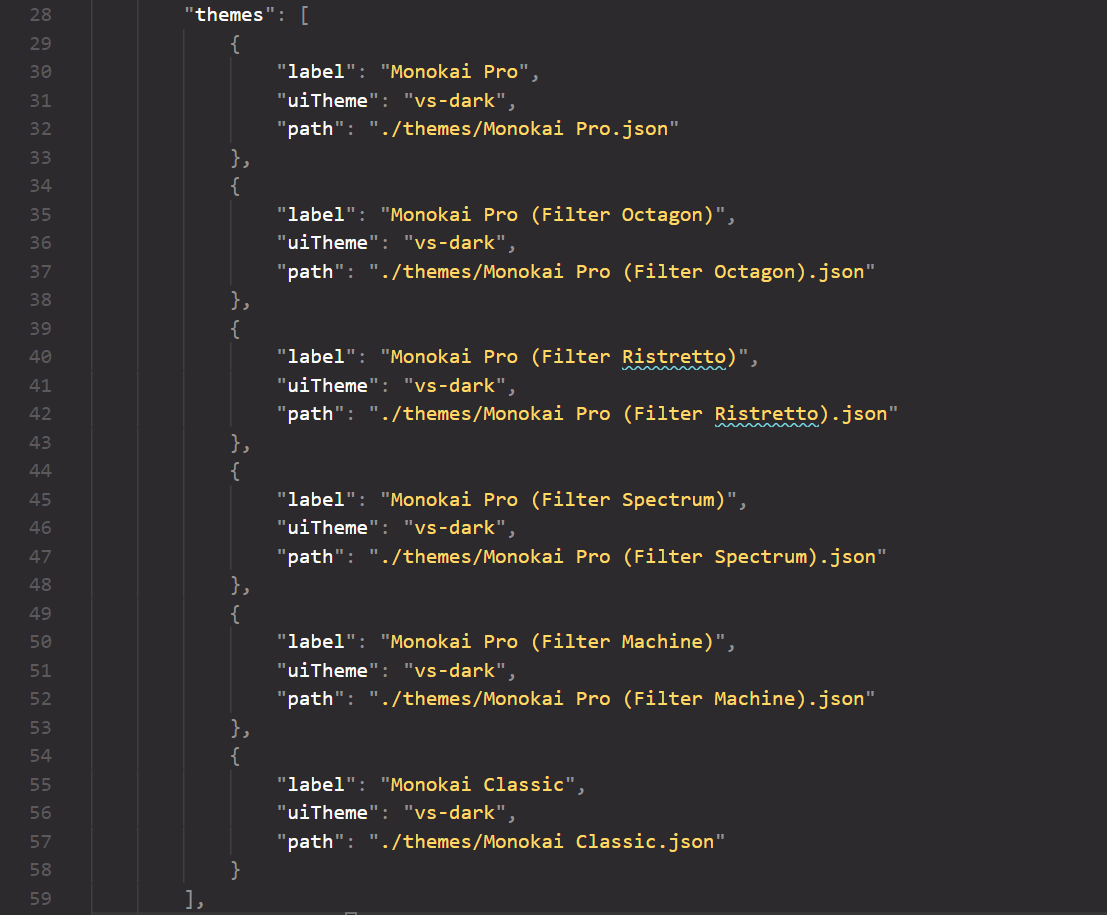 28 "themes": [
29 {
30 "label": "Monokai Pro",
31 "uiTheme": "vs-dark",
32 "path": "./themes/Monokai Pro.json"
33 },
34 {
35 "label": "Monokai Pro (Filter Octagon)",
36 "uiTheme": "vs-dark",
37 "path": "./themes/Monokai Pro (Filter Octagon).json"
38 },
39 {
40 "label": "Monokai Pro (Filter Ristretto)",
41 "uiTheme": "vs-dark",
42 "path": "./themes/Monokai Pro (Filter Ristretto).json"
43 },
44 {
45 "label": "Monokai Pro (Filter Spectrum)",
46 "uiTheme": "vs-dark",
47 "path": "./themes/Monokai Pro (Filter Spectrum).json"
48 },
49 {
50 "label": "Monokai Pro (Filter Machine)",
51 "uiTheme": "vs-dark",
52 "path": "./themes/Monokai Pro (Filter Machine).json"
53 },
54 {
55 "label": "Monokai Classic",
56 "uiTheme": "vs-dark",
57 "path": "./themes/Monokai Classic.json"
58 }
59 ],